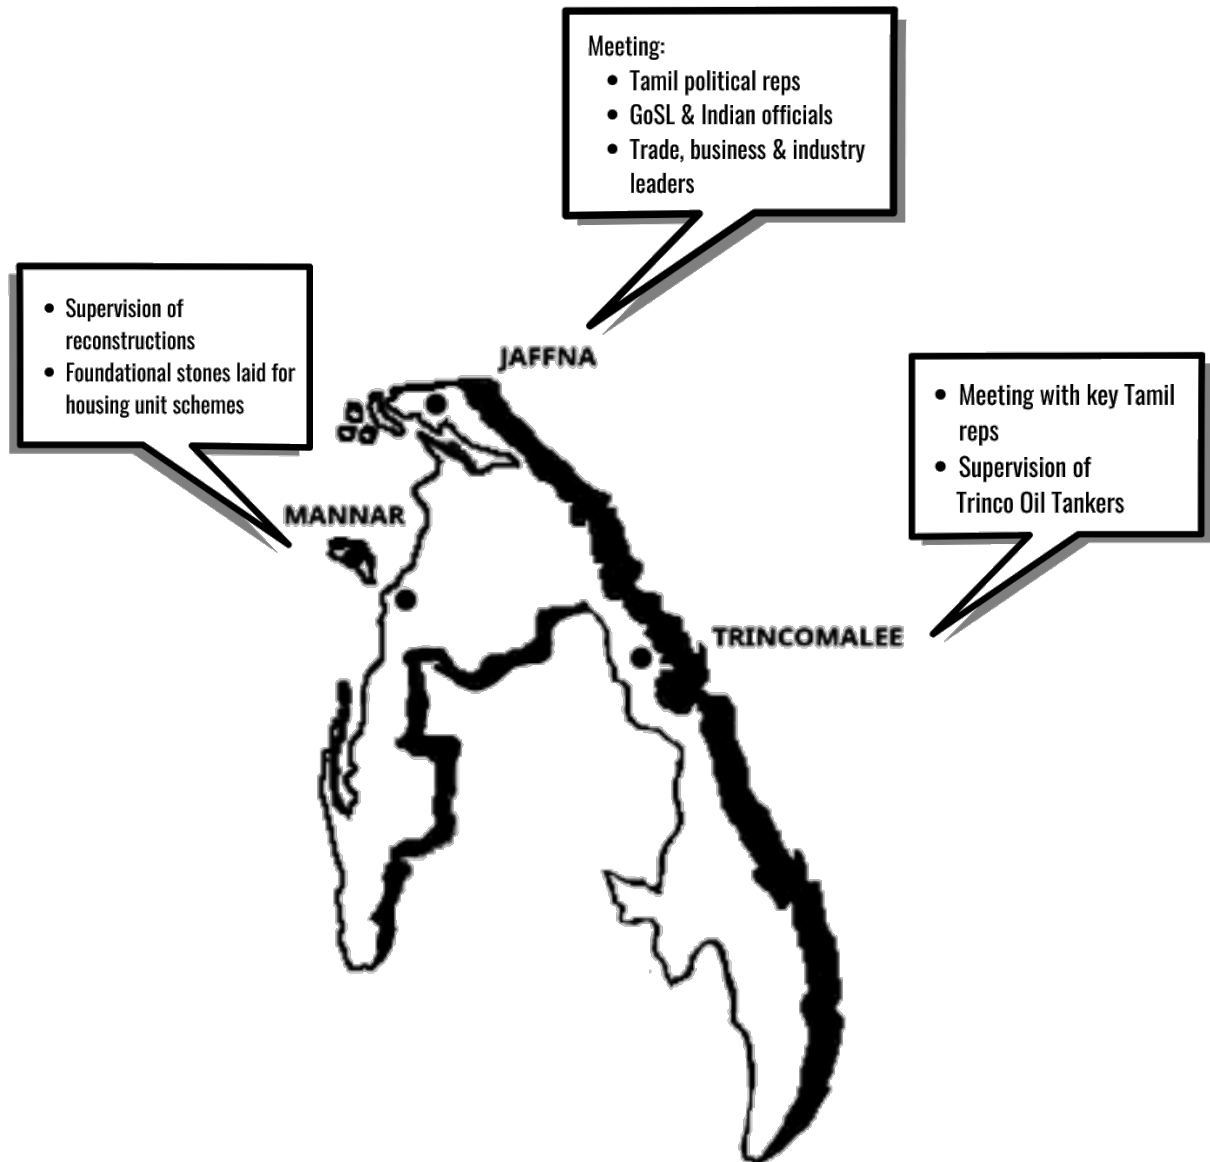 Meeting:
• Tamil political reps
• GoSL & Indian officials
• Trade, business & industry
leaders
• Supervision of
reconstructions
• Foundational stones laid for
housing unit schemes
JAFFNA
• Meeting with key Tamil
reps
• Supervision of
Trinco Oil Tankers
MANNAR
TRINCOMALEE